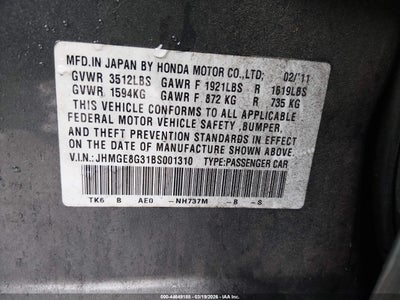 MFD. IN JAPAN BY HONDA MOTOR CO.,LTD. 02/'11
GVWR 3512LBS GAWR F 1921LBS R 1619LBS
GVWR 1594KG GAWR F 872 KG R 735 KG
THIS VEHICLE CONFORMS TO ALL APPLICABLE
FEDERAL MOTOR VEHICLE SAFETY ,BUMPER,
AND THEFT PREVENTION STANDARDS IN EFFECT
ON THE DATE OF MANUFACTURE SHOWN ABOVE.
V.I.N.: JHMGE8G31BS001310 TYPE:PASSENGER CAR
TK6 B AE0 -NH737M -B -S
500-44649188 - 03/19/2026 - IAA Inc.